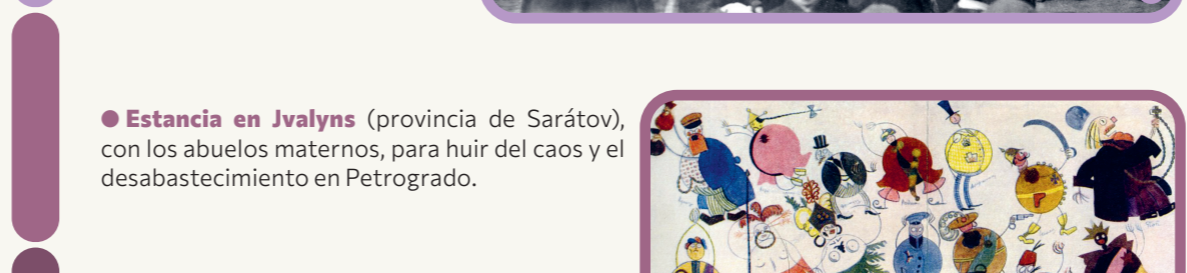 ● Estancia en Jvalyns (provincia de Sarátov),
con los abuelos maternos, para huir del caos y el
desabastecimiento en Petrogrado.